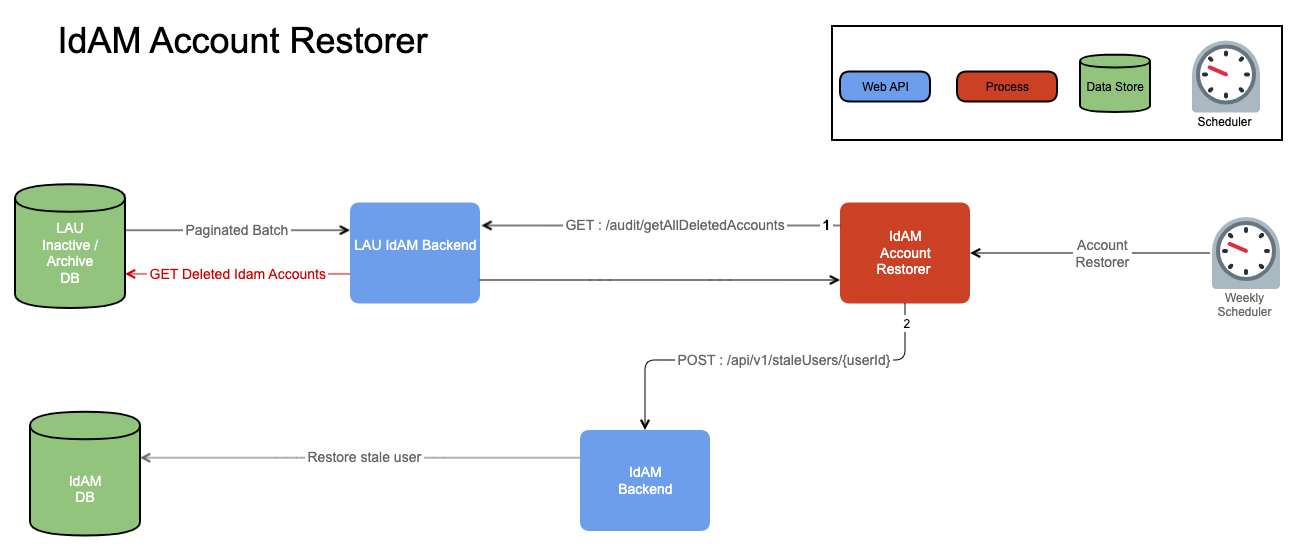 IdAM Account Restorer
Web API
Process
Data Store
Scheduler
LAU
Inactive /
Archive
DB
Paginated Batch
GET Deleted Idam Accounts
LAU IdAM Backend
GET : /audit/getAllDeletedAccounts
1
IdAM
Account
Restorer
Account
Restorer
Weekly
Scheduler
2
POST : /api/v1/staleUsers/{userId}
IdAM
DB
Restore stale user
IdAM
Backend